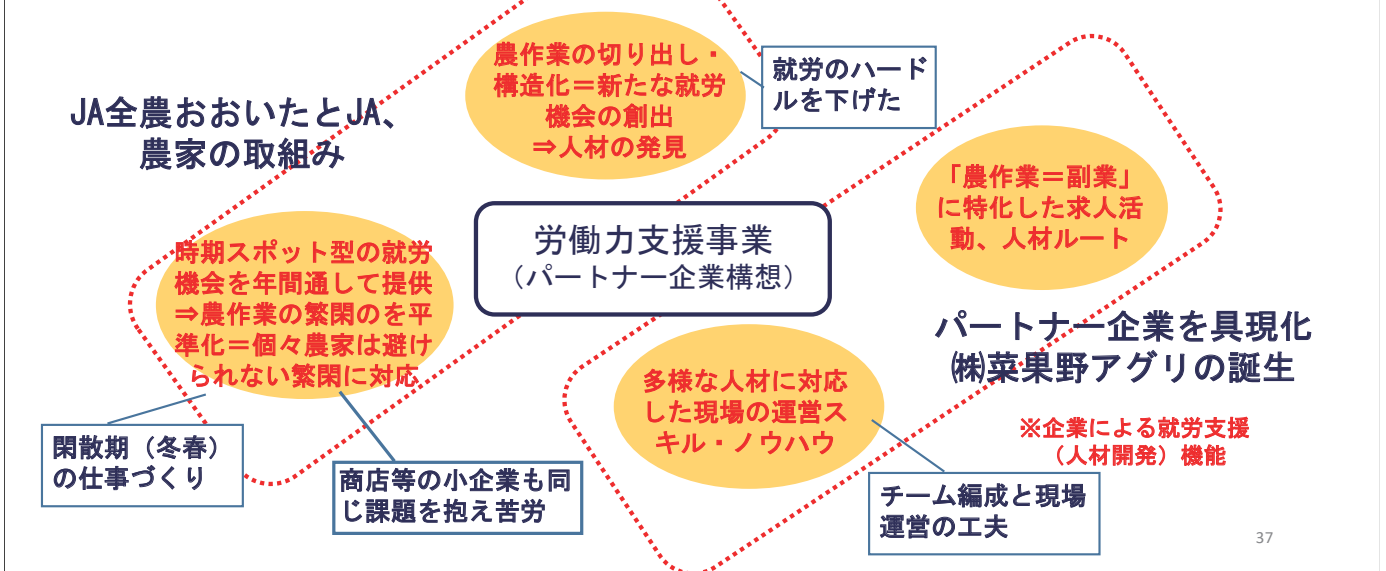 農作業の切り出し・
構造化＝新たな就労
機会の創出
⇒人材の発見
就労のハード
ルを下げた
JA全農おおいたとJA、
農家の取組み
「農作業＝副業」
に特化した求人活
動、人材ルート
労働力支援事業
（パートナー企業構想）
時期スポット型の就労
機会を年間通して提供
⇒農作業の繁閑のを平
準化＝個々農家は避け
られない繁閑に対応
パートナー企業を具現化
㈱菜果野アグリの誕生
多様な人材に対応
した現場の運営ス
キル・ノウハウ
※企業による就労支援
（人材開発）機能
閑散期（冬春）
の仕事づくり
商店等の小企業も同
じ課題を抱え苦労
チーム編成と現場
運営の工夫
37